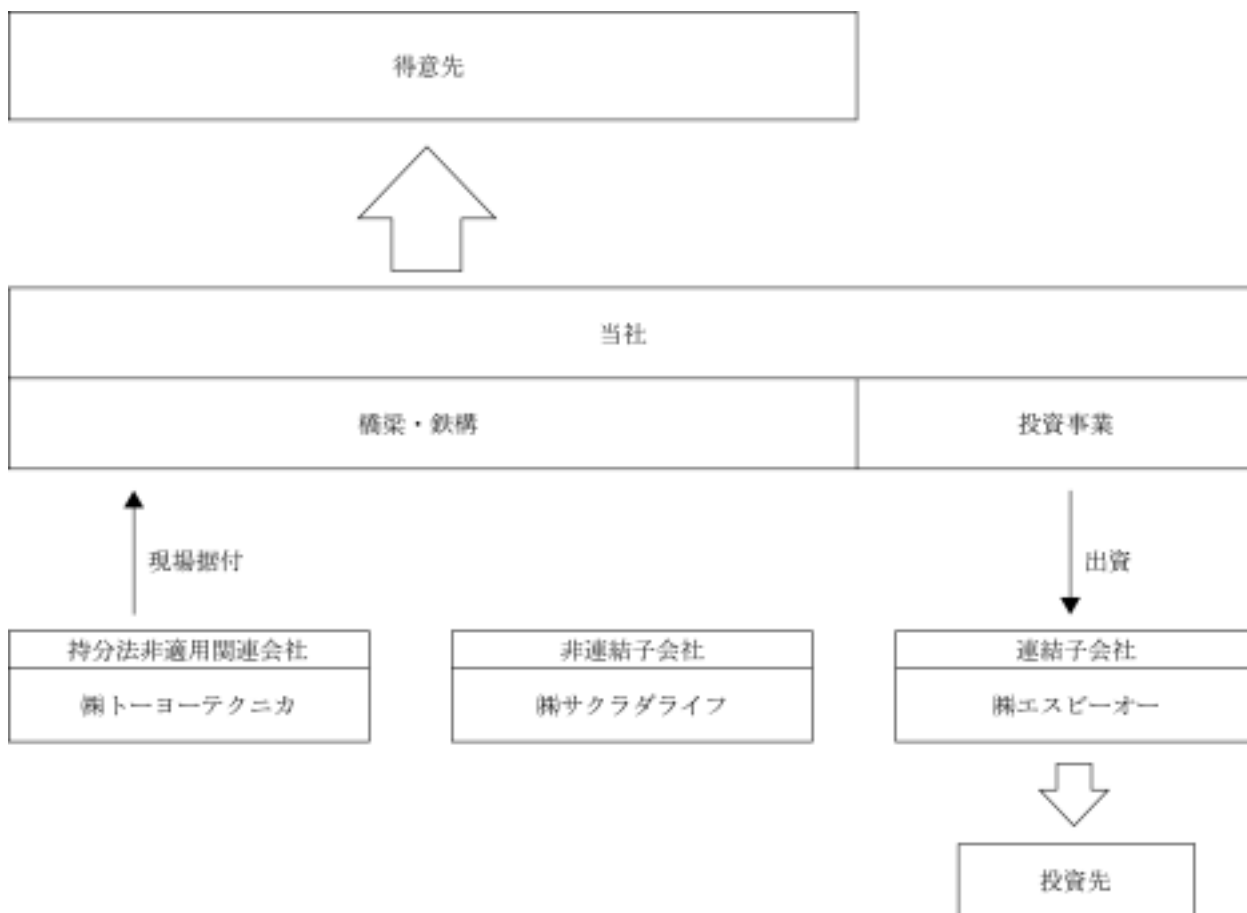 得意先
当社
橋梁・鉄構
投資事業
現場据付
出資
持分法非適用関連会社
㈱トーヨーテクニカ
非連結子会社
㈱サクラダライフ
連結子会社
㈱エスビーオー
投資先